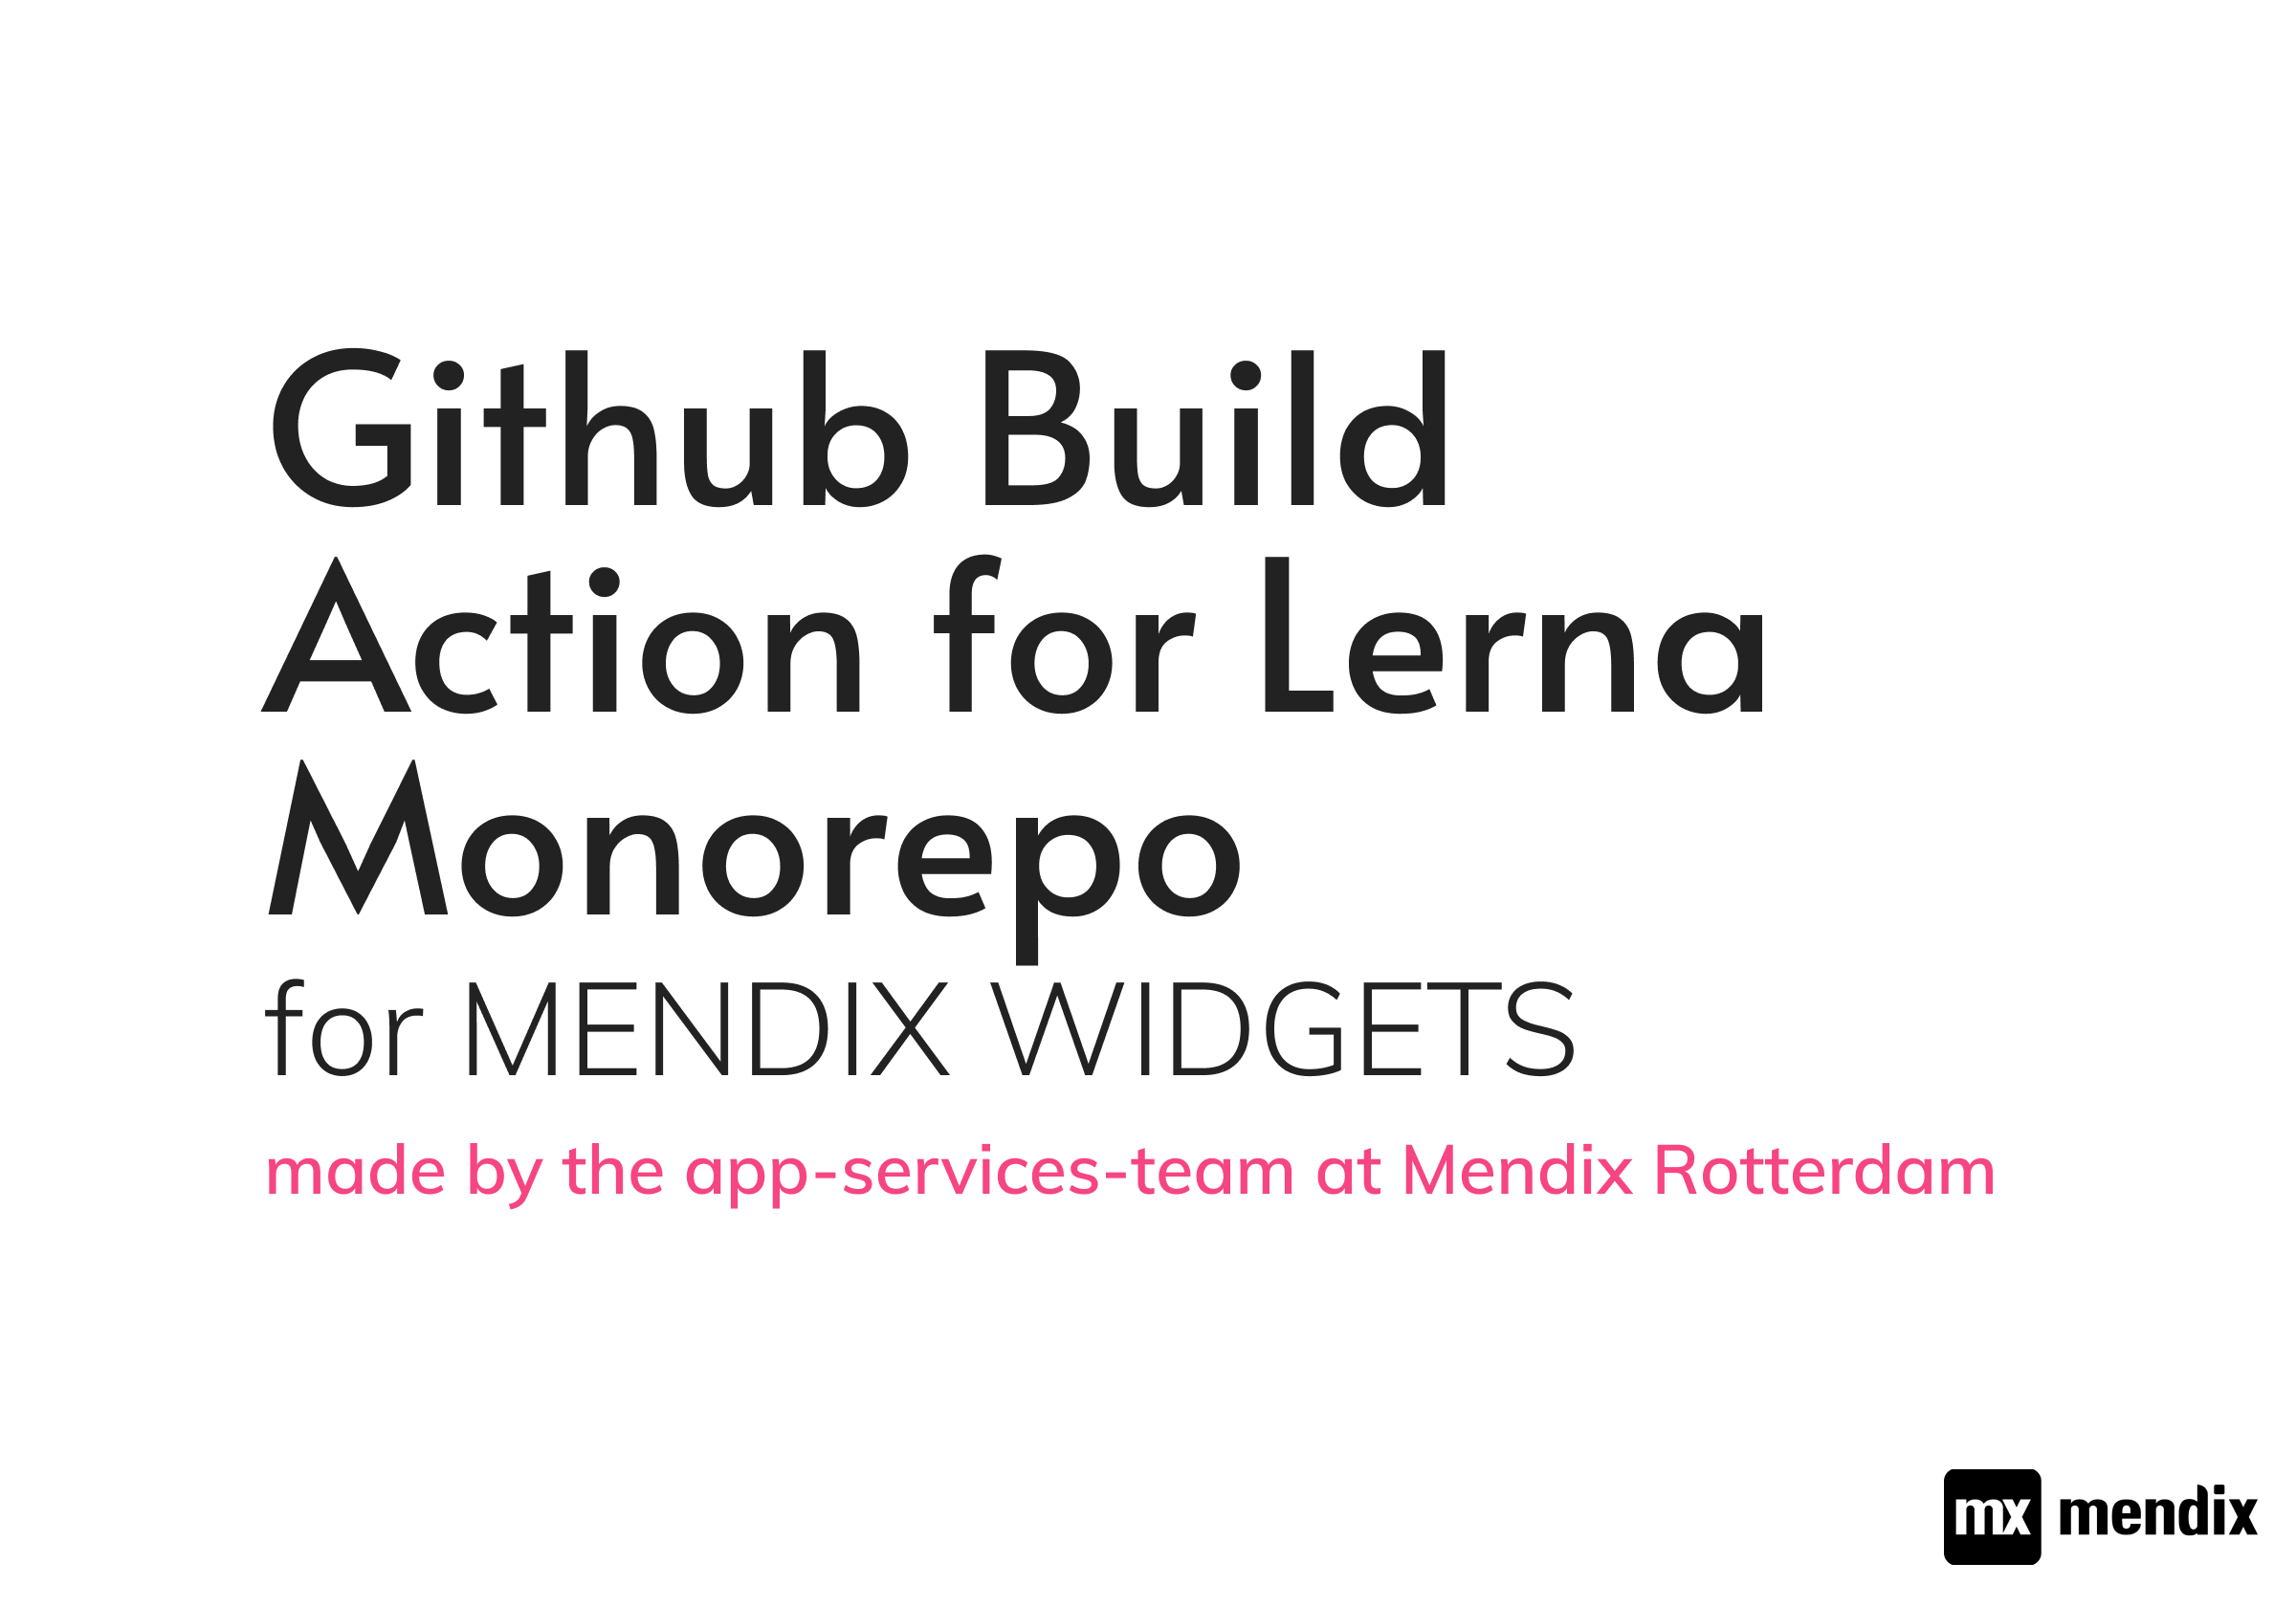 Github Build
Action for Lerna
Monorepo
for MENDIX WIDGETS
made by the app-services-team at Mendix Rotterdam
mx mendix